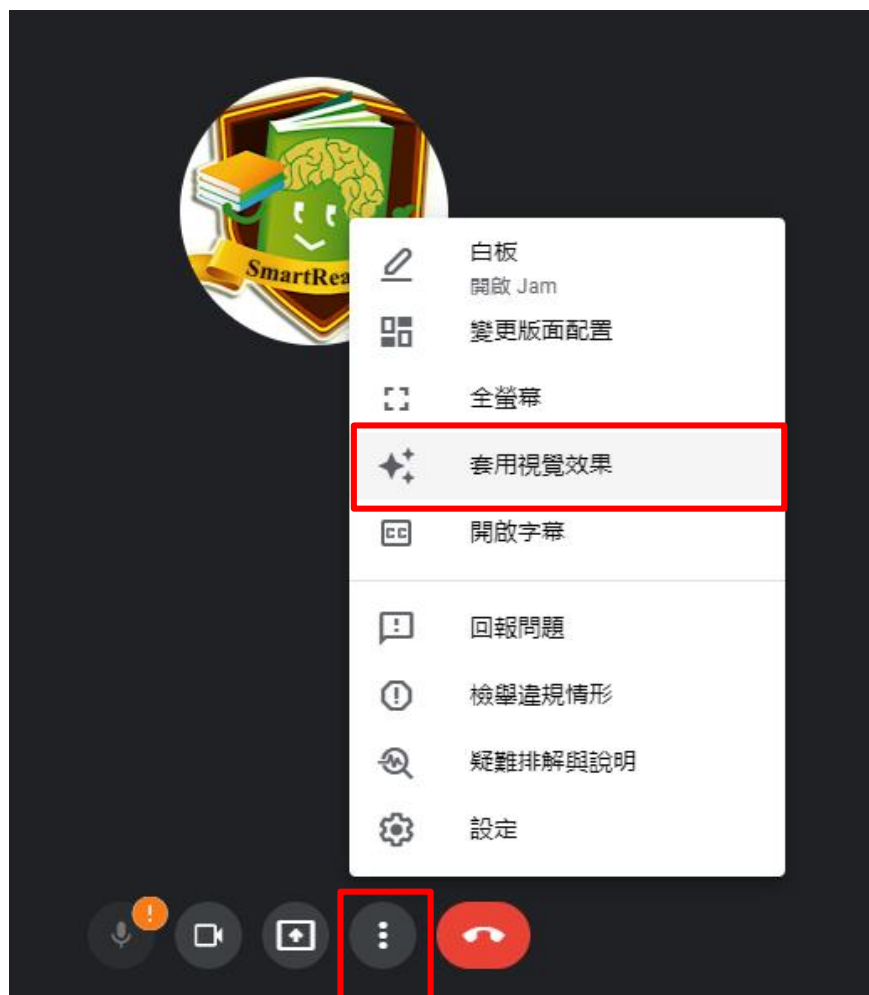 SmartRea
白板
開啟 Jam
變更版面配置
全螢幕
套用視覺效果
開啟字幕
回報問題
檢舉違規情形
疑難排解與說明
設定